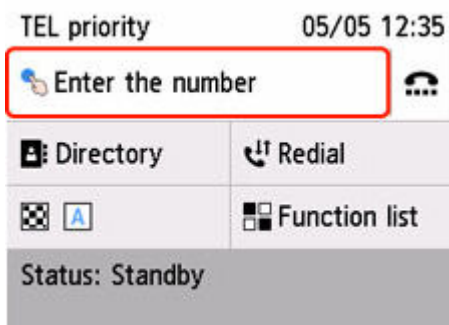 TEL priority 05/05 12:35
Enter the number
Directory Redial
A Function list
Status: Standby